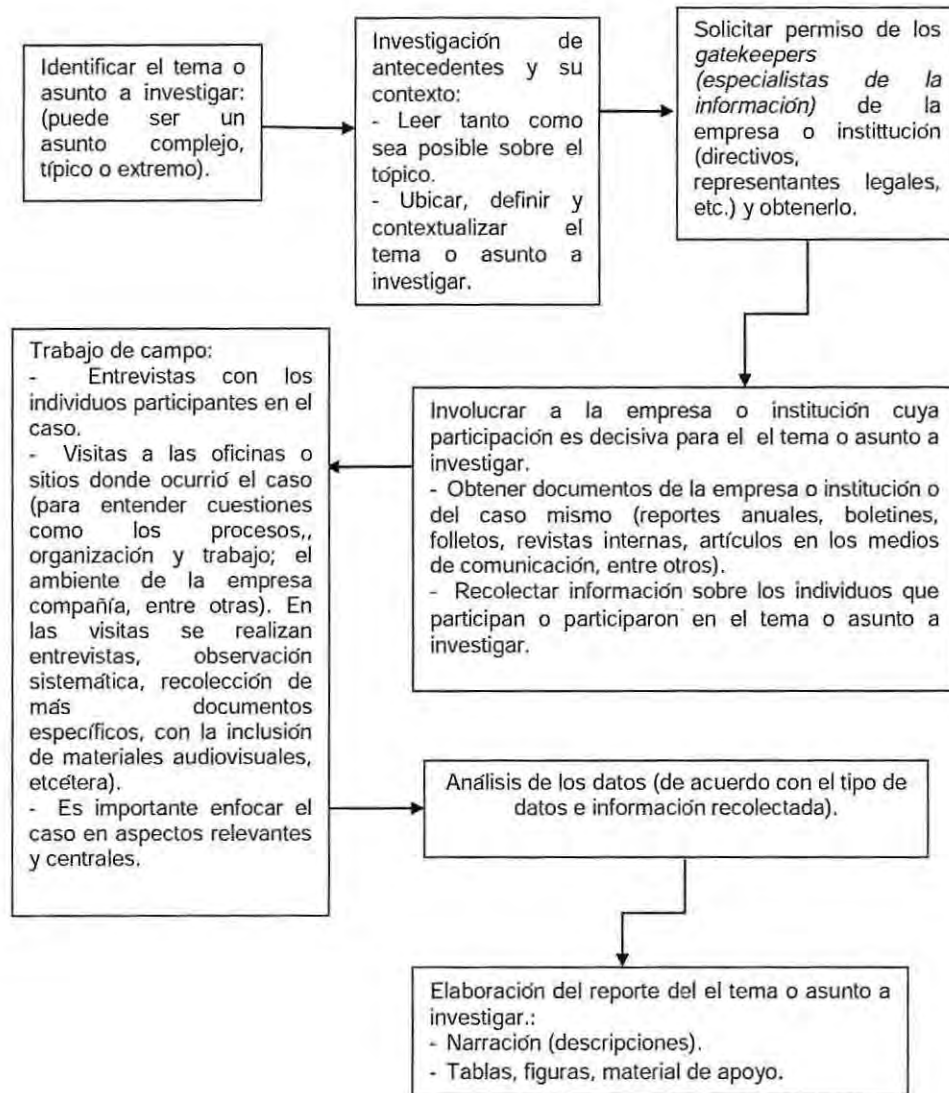 Identificar el tema o
asunto a investigar:
(puede ser un
asunto complejo,
típico o extremo).
Investigación de
antecedentes y su
contexto:
- Leer tanto como
sea posible sobre el
tópico.
- Ubicar, definir y
contextualizar el
tema o asunto a
investigar.
Solicitar permiso de los
gatekeepers
(especialistas de la
información) de la
empresa o instittución
(directivos,
representantes legales,
etc.) y obtenerlo.
Involucrar a la empresa o institución cuya
participación es decisiva para el el tema o asunto a
investigar.
- Obtener documentos de la empresa o institución o
del caso mismo (reportes anuales, boletines,
folletos, revistas internas, artículos en los medios
de comunicación, entre otros).
- Recolectar información sobre los individuos que
participan o participaron en el tema o asunto a
investigar.
Trabajo de campo:
- Entrevistas con los
individuos participantes en el
caso.
- Visitas a las oficinas o
sitios donde ocurrió el caso
(para entender cuestiones
como los procesos,,
organización y trabajo; el
ambiente de la empresa
compañía, entre otras). En
las visitas se realizan
entrevistas, observación
sistemática, recolección de
más documentos
específicos, con la inclusión
de materiales audiovisuales,
etcétera).
- Es importante enfocar el
caso en aspectos relevantes
y centrales.
Análisis de los datos (de acuerdo con el tipo de
datos e información recolectada).
Elaboración del reporte del el tema o asunto a
investigar.:
- Narración (descripciones).
- Tablas, figuras, material de apoyo.